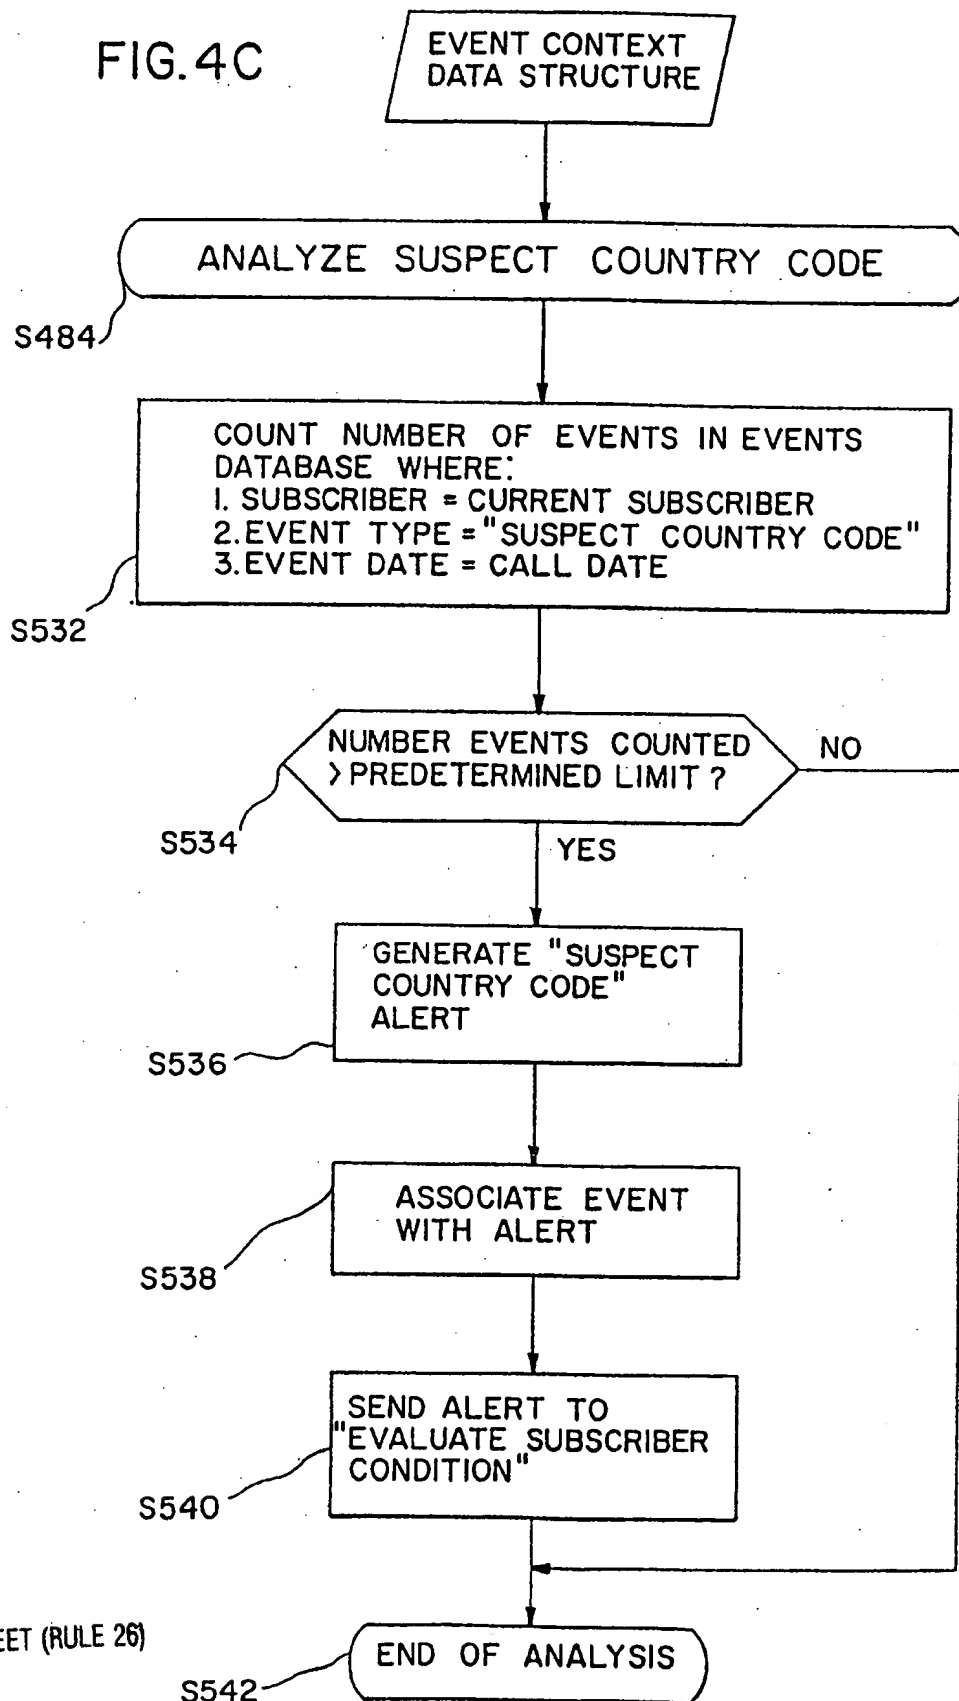 FIG. 4C
EVENT CONTEXT
DATA STRUCTURE
ANALYZE SUSPECT COUNTRY CODE
S484
COUNT NUMBER OF EVENTS IN EVENTS
DATABASE WHERE:
1. SUBSCRIBER = CURRENT SUBSCRIBER
2. EVENT TYPE = "SUSPECT COUNTRY CODE"
3. EVENT DATE = CALL DATE
S532
NUMBER EVENTS COUNTED
> PREDETERMINED LIMIT ?
NO
S534
YES
GENERATE "SUSPECT
COUNTRY CODE"
ALERT
S536
ASSOCIATE EVENT
WITH ALERT
S538
SEND ALERT TO
"EVALUATE SUBSCRIBER
CONDITION"
S540
(RULE 26)
END OF ANALYSIS
S542